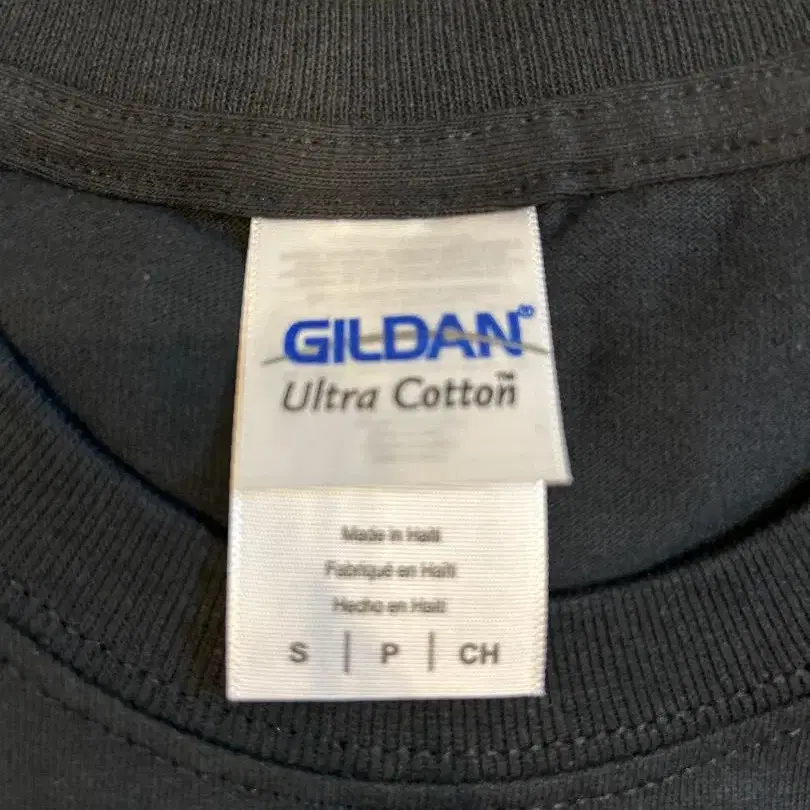 GILDAN®
Ultra Cotton™
Made in Haiti
Fabriqué en Haïti
Hecho en Haití
S | P | CH